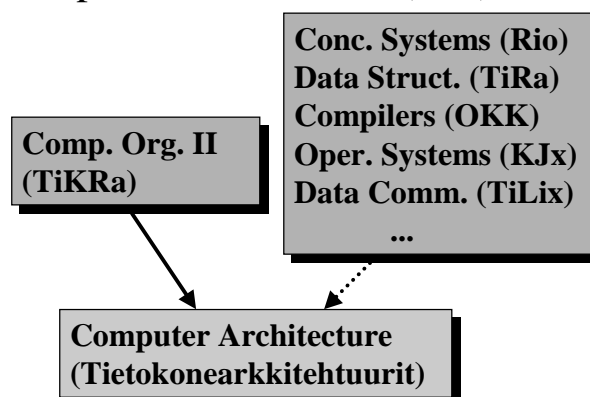 Conc. Systems (Rio)
Data Struct. (TiRa)
Compilers (OKK)
Oper. Systems (KJx)
Data Comm. (TiLix)
...
Comp. Org. II
(TiKRa)
Computer Architecture
(Tietokonearkkitehtuurit)